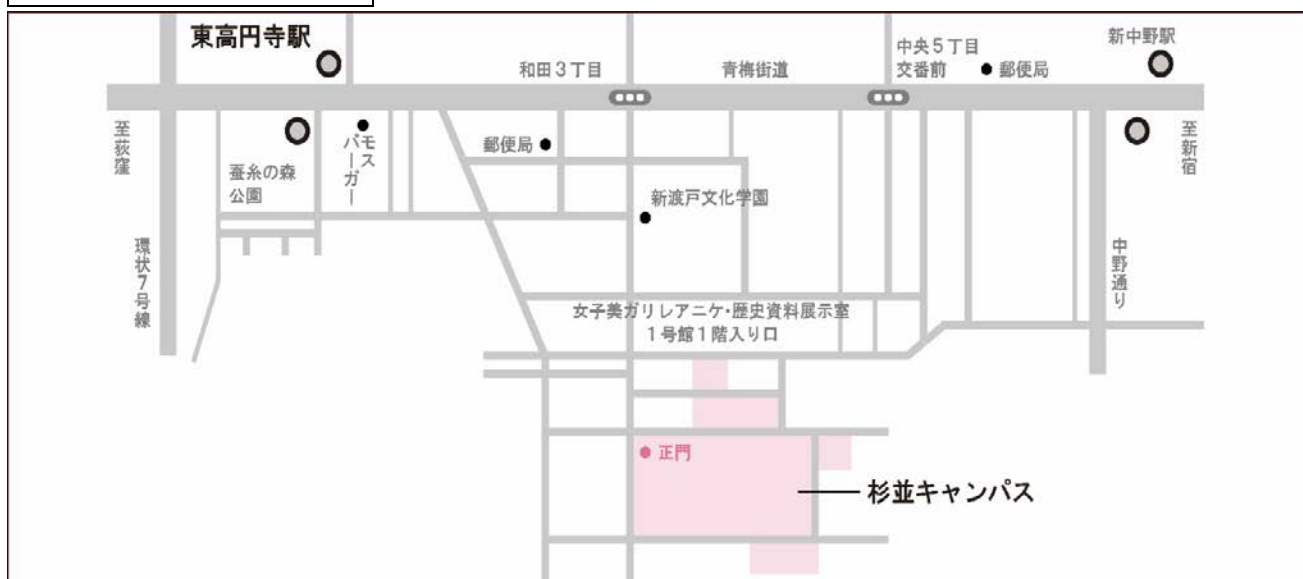 東高円寺駅
和田3丁目
青梅街道
中央5丁目
交番前
郵便局
新中野駅
至荻窪
蚕糸の森
公園
モス
バーガー
郵便局
新渡戸文化学園
至新宿
環状7号線
中野通り
女子美ガリレアニケ・歴史資料展示室
1号館1階入り口
正門
杉並キャンパス